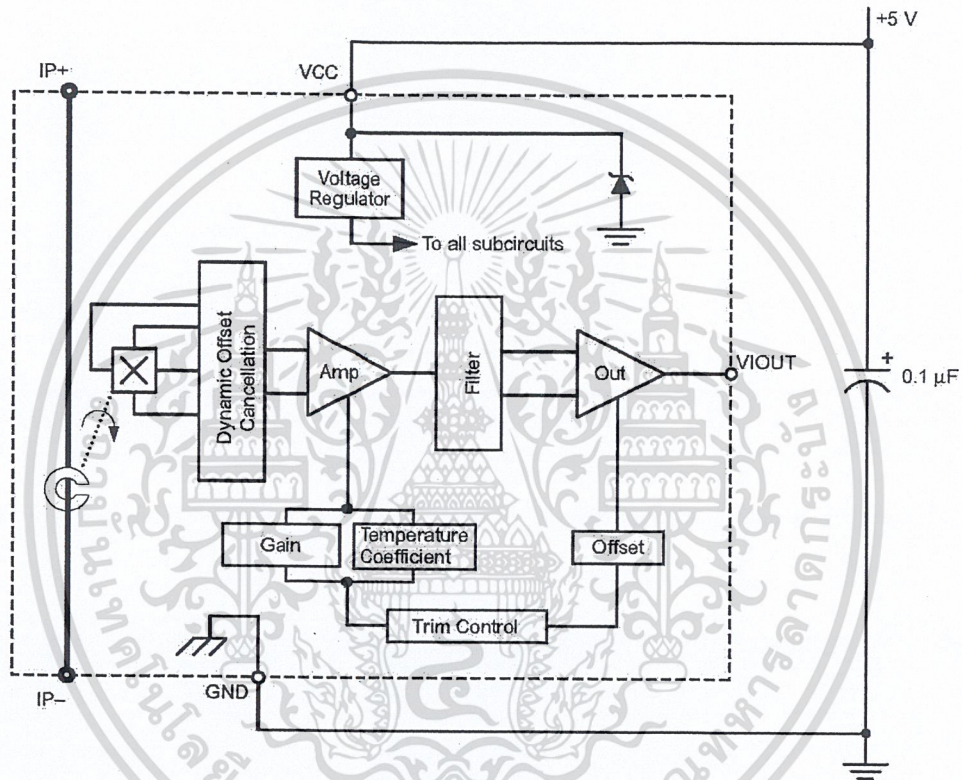 +5 V
IP+
VCC
Voltage
Regulator
To all subcircuits
Dynamic Offset
Cancellation
Amp
Filter
Out
VIOUT
+
0.1 µF
Gain
Temperature
Coefficient
Offset
Trim Control
GND
IP–